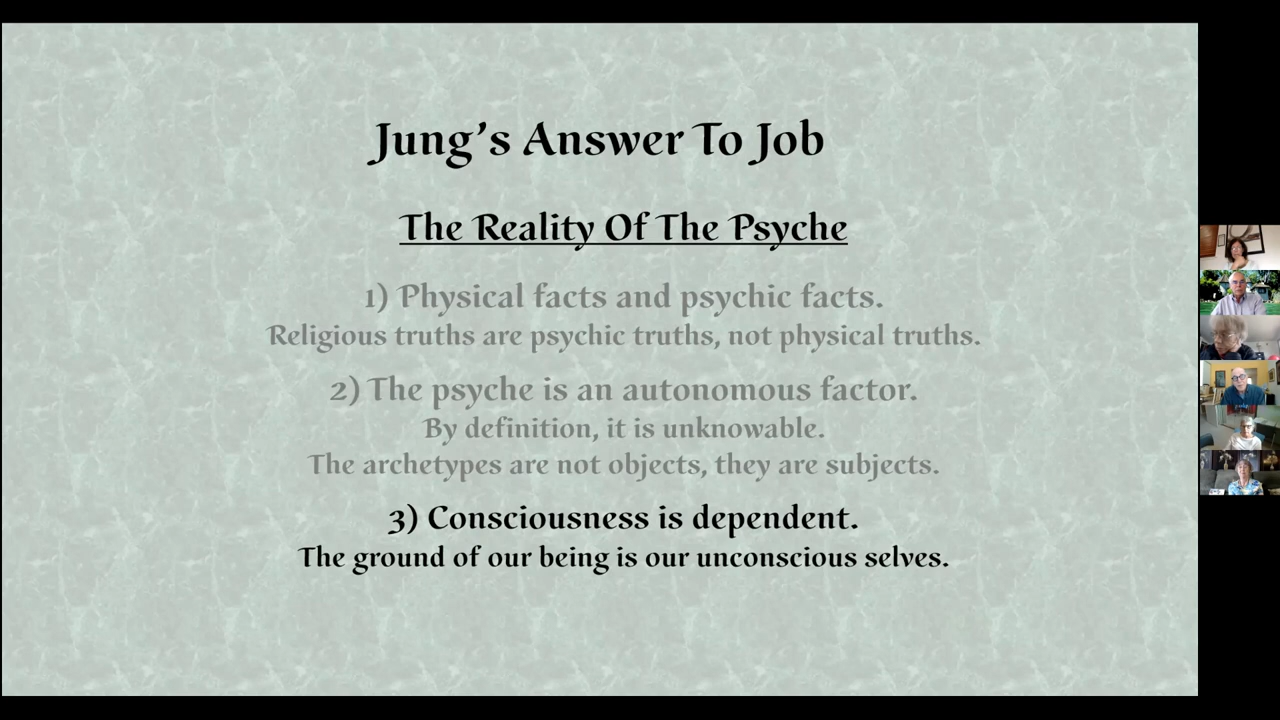 Jung’s Answer To Job
The Reality Of The Psyche
1) Physical facts and psychic facts.
Religious truths are psychic truths, not physical truths.
2) The psyche is an autonomous factor.
By definition, it is unknowable.
The archetypes are not objects, they are subjects.
3) Consciousness is dependent.
The ground of our being is our unconscious selves.